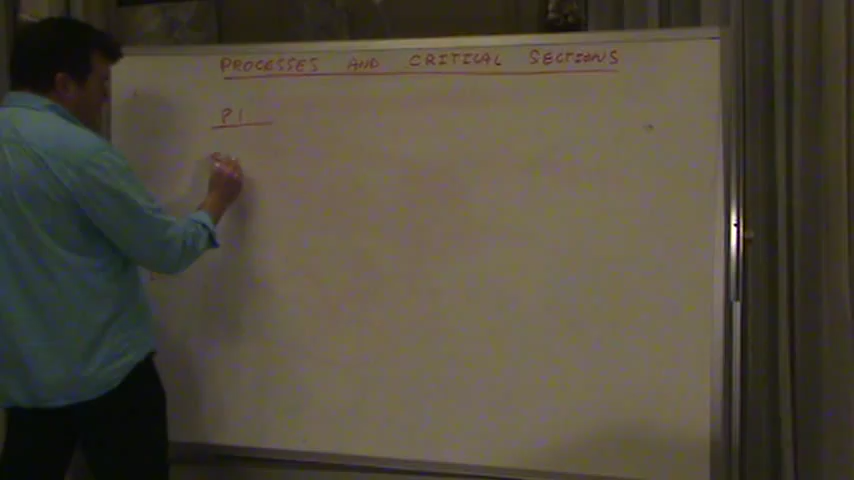 PROCESSES AND CRITICAL SECTIONS
P1